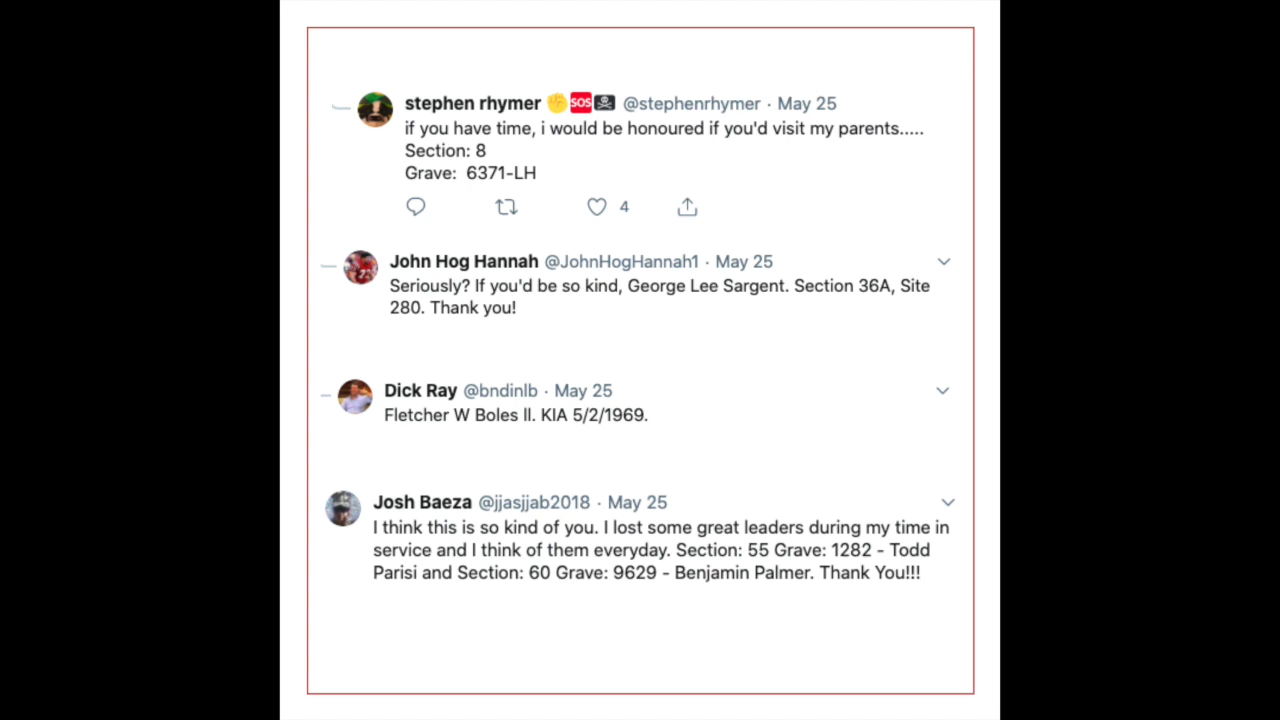 stephen rhymer ✊🆘🏴‍☠️ @stephenrhymer · May 25
if you have time, i would be honoured if you'd visit my parents.....
Section: 8
Grave: 6371-LH
4
John Hog Hannah @JohnHogHannah1 · May 25
Seriously? If you'd be so kind, George Lee Sargent. Section 36A, Site
280. Thank you!
Dick Ray @bndinlb · May 25
Fletcher W Boles ll. KIA 5/2/1969.
Josh Baeza @jjasjjab2018 · May 25
I think this is so kind of you. I lost some great leaders during my time in
service and I think of them everyday. Section: 55 Grave: 1282 - Todd
Parisi and Section: 60 Grave: 9629 - Benjamin Palmer. Thank You!!!